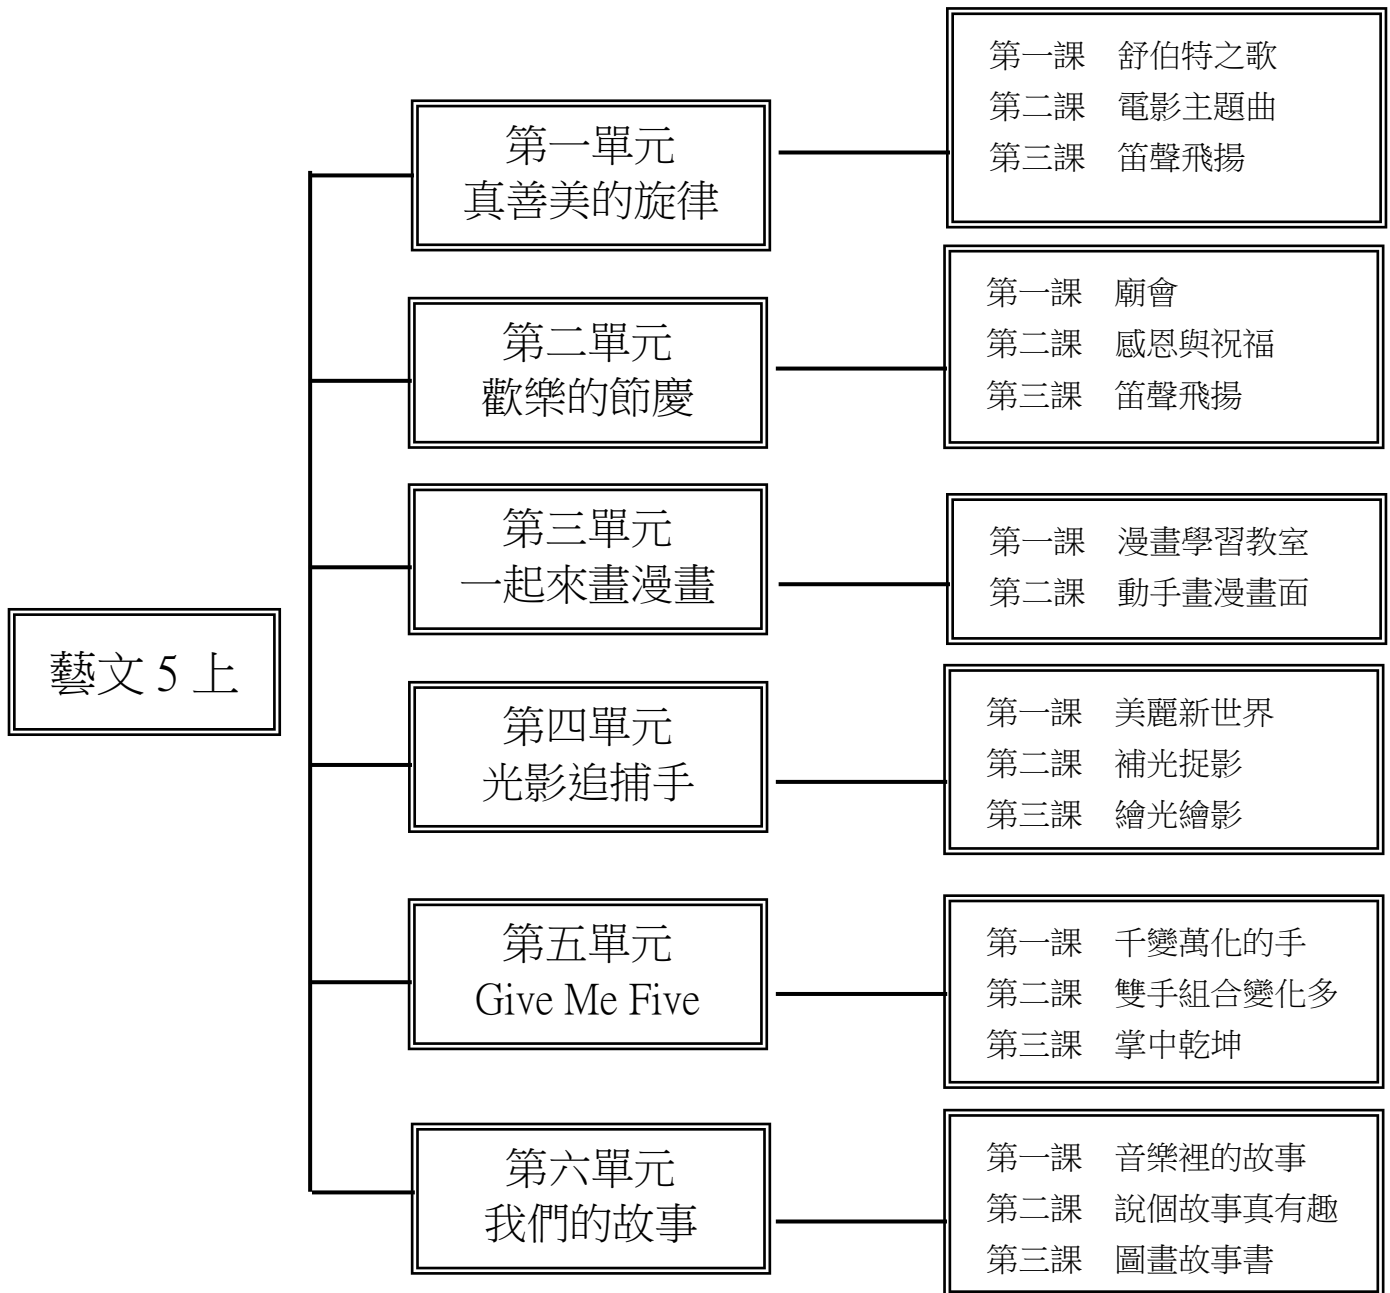 藝文 5 上
第一單元
真善美的旋律
第一課　舒伯特之歌
第二課　電影主題曲
第三課　笛聲飛揚
第二單元
歡樂的節慶
第一課　廟會
第二課　感恩與祝福
第三課　笛聲飛揚
第三單元
一起來畫漫畫
第一課　漫畫學習教室
第二課　動手畫漫畫面
第四單元
光影追捕手
第一課　美麗新世界
第二課　補光捉影
第三課　繪光繪影
第五單元
Give Me Five
第一課　千變萬化的手
第二課　雙手組合變化多
第三課　掌中乾坤
第六單元
我們的故事
第一課　音樂裡的故事
第二課　說個故事真有趣
第三課　圖畫故事書